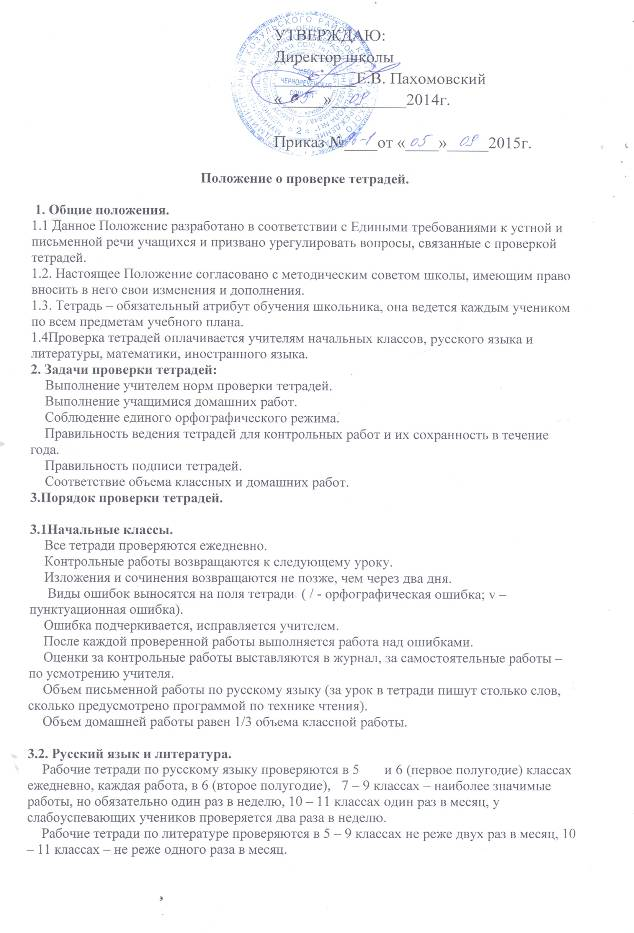 УТВЕРЖДАЮ:
Директор школы
Г.В. Пахомовский
« 05 » 09 2014г.
Приказ № от « 05 » 09 2015г.
Положение о проверке тетрадей.
1. Общие положения.
1.1 Данное Положение разработано в соответствии с Едиными требованиями к устной и
письменной речи учащихся и призвано урегулировать вопросы, связанные с проверкой
тетрадей.
1.2. Настоящее Положение согласовано с методическим советом школы, имеющим право
вносить в него свои изменения и дополнения.
1.3. Тетрадь – обязательный атрибут обучения школьника, она ведется каждым учеником
по всем предметам учебного плана.
1.4Проверка тетрадей оплачивается учителям начальных классов, русского языка и
литературы, математики, иностранного языка.
2. Задачи проверки тетрадей:
Выполнение учителем норм проверки тетрадей.
Выполнение учащимися домашних работ.
Соблюдение единого орфографического режима.
Правильность ведения тетрадей для контрольных работ и их сохранность в течение
года.
Правильность подписи тетрадей.
Соответствие объема классных и домашних работ.
3.Порядок проверки тетрадей.
3.1Начальные классы.
Все тетради проверяются ежедневно.
Контрольные работы возвращаются к следующему уроку.
Изложения и сочинения возвращаются не позже, чем через два дня.
Виды ошибок выносятся на поля тетради ( / - орфографическая ошибка; v –
пунктуационная ошибка).
Ошибка подчеркивается, исправляется учителем.
После каждой проверенной работы выполняется работа над ошибками.
Оценки за контрольные работы выставляются в журнал, за самостоятельные работы –
по усмотрению учителя.
Объем письменной работы по русскому языку (за урок в тетради пишут столько слов,
сколько предусмотрено программой по технике чтения).
Объем домашней работы равен 1/3 объема классной работы.
3.2. Русский язык и литература.
Рабочие тетради по русскому языку проверяются в 5 и 6 (первое полугодие) классах
ежедневно, каждая работа, в 6 (второе полугодие), 7 – 9 классах – наиболее значимые
работы, но обязательно один раз в неделю, 10 – 11 классах один раз в месяц, у
слабоуспевающих учеников проверяется два раза в неделю.
Рабочие тетради по литературе проверяются в 5 – 9 классах не реже двух раз в месяц, 10
– 11 классах – не реже одного раза в месяц.